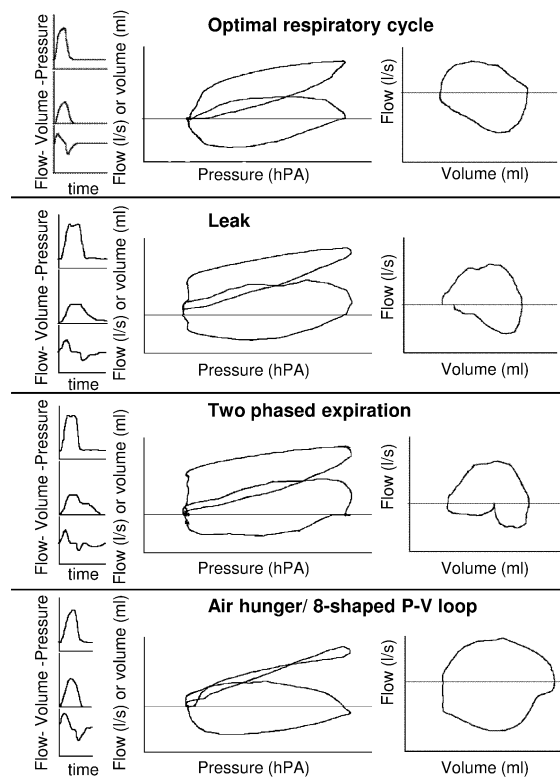 Optimal respiratory cycle
Flow- Volume -Pressure
time
Flow (l/s) or volume (ml)
Pressure (hPA)
Flow (l/s)
Volume (ml)
Leak
Flow- Volume -Pressure
time
Flow (l/s) or volume (ml)
Pressure (hPA)
Flow (l/s)
Volume (ml)
Two phased expiration
Flow- Volume -Pressure
time
Flow (l/s) or volume (ml)
Pressure (hPA)
Flow (l/s)
Volume (ml)
Air hunger/ 8-shaped P-V loop
Flow- Volume -Pressure
time
Flow (l/s) or volume (ml)
Pressure (hPA)
Flow (l/s)
Volume (ml)